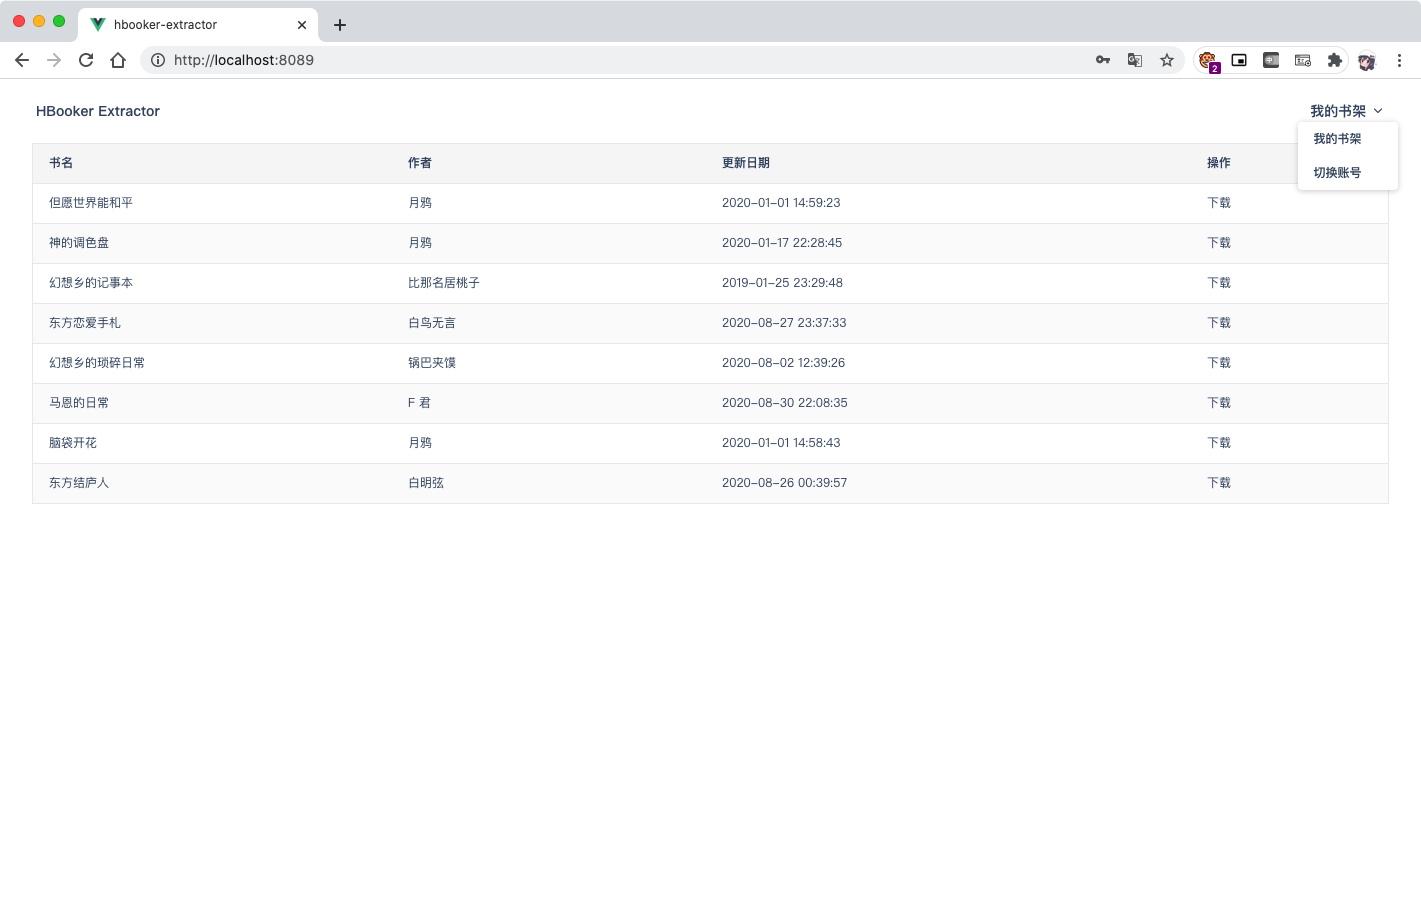 hbooker-extractor
http://localhost:8089
2
HBooker Extractor
我的书架
我的书架
切换账号
书名 作者 更新日期 操作
但愿世界能和平 月鸦 2020-01-01 14:59:23 下载
神的调色盘 月鸦 2020-01-17 22:28:45 下载
幻想乡的记事本 比那名居桃子 2019-01-25 23:29:48 下载
东方恋爱手札 白鸟无言 2020-08-27 23:37:33 下载
幻想乡的琐碎日常 锅巴夹馍 2020-08-02 12:39:26 下载
马恩的日常 F 君 2020-08-30 22:08:35 下载
脑袋开花 月鸦 2020-01-01 14:58:43 下载
东方结庐人 白明弦 2020-08-26 00:39:57 下载